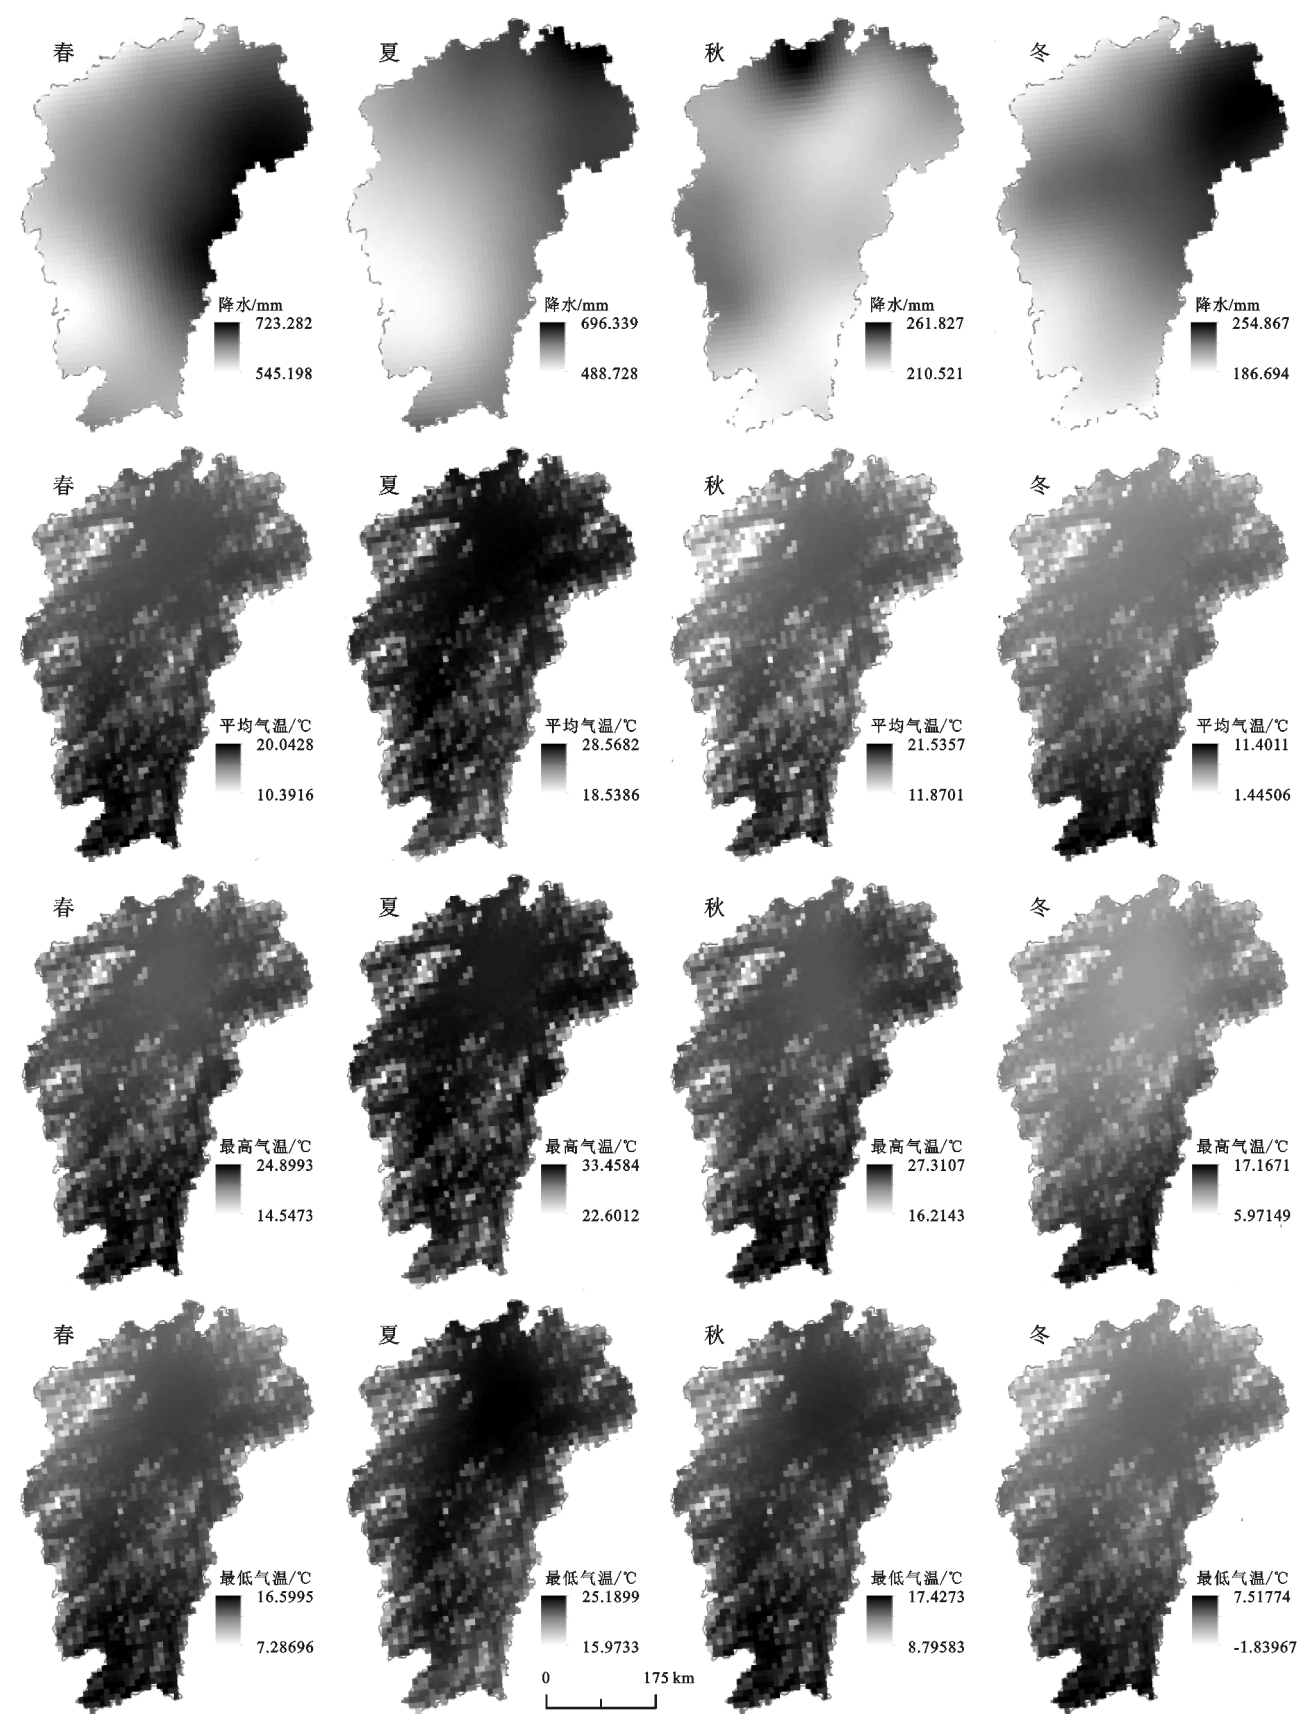 春
夏
秋
冬
降水/mm
723.282
545.198
降水/mm
696.339
488.728
降水/mm
261.827
210.521
降水/mm
254.867
186.694
春
夏
秋
冬
平均气温/℃
20.0428
10.3916
平均气温/℃
28.5682
18.5386
平均气温/℃
21.5357
11.8701
平均气温/℃
11.4011
1.44506
春
夏
秋
冬
最高气温/℃
24.8993
14.5473
最高气温/℃
33.4584
22.6012
最高气温/℃
27.3107
16.2143
最高气温/℃
17.1671
5.97149
春
夏
秋
冬
最低气温/℃
16.5995
7.28696
最低气温/℃
25.1899
15.9733
最低气温/℃
17.4273
8.79583
最低气温/℃
7.51774
-1.83967
0 175 km